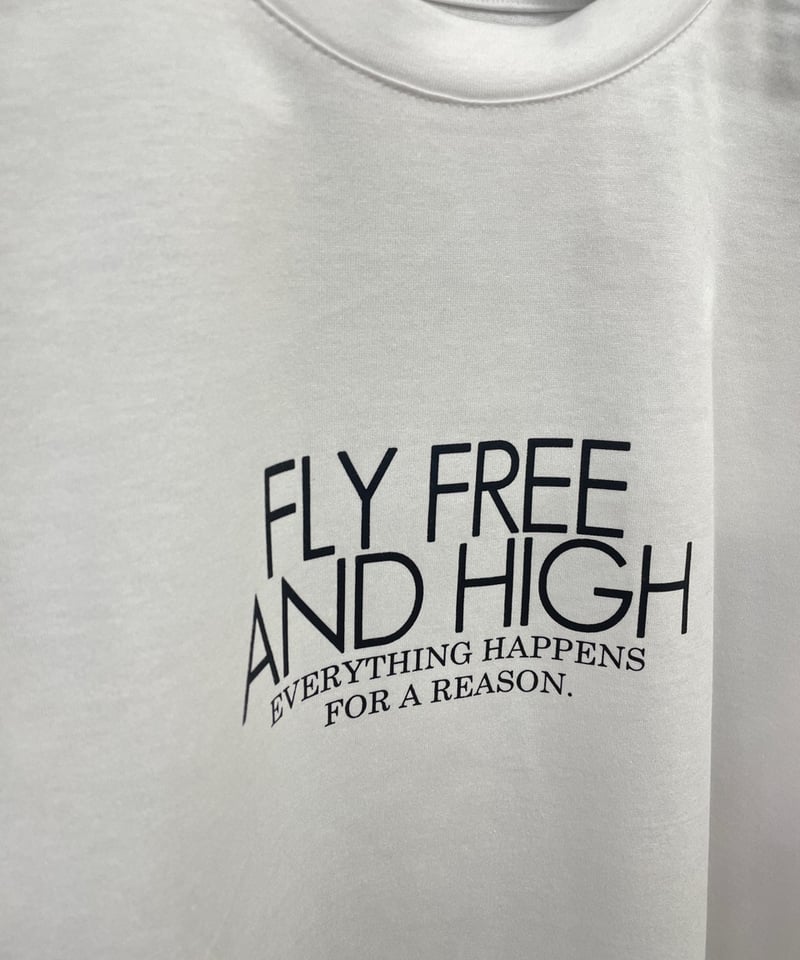 FLY FREE
AND HIGH
EVERYTHING HAPPENS
FOR A REASON.